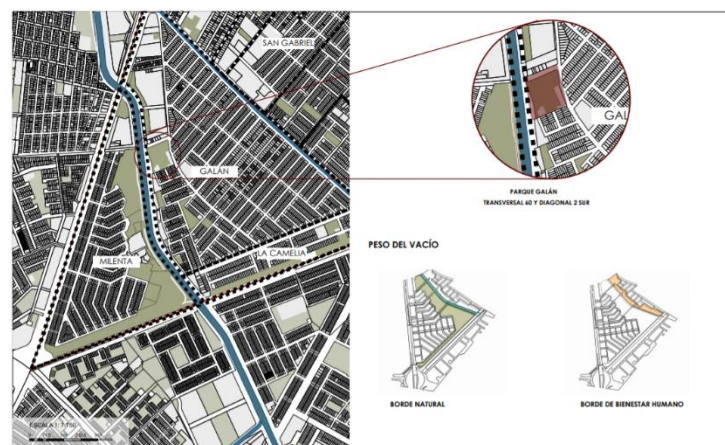 SAN GABRIEL
GALÁN
MILENTA
LA CAMELIA
GAL
PARQUE GALÁN
TRANSVERSAL 60 Y DIAGONAL 2 SUR
PESO DEL VACÍO
BORDE NATURAL
BORDE DE BIENESTAR HUMANO